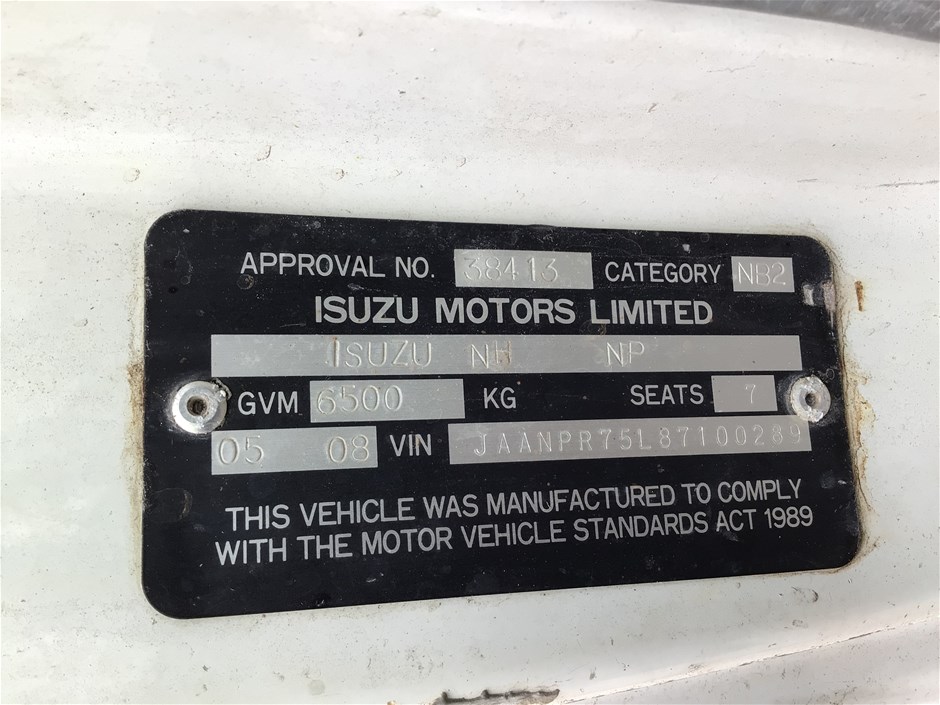 APPROVAL NO. 38413 CATEGORY NB2
ISUZU MOTORS LIMITED
ISUZU NH NP
GVM 6500 KG SEATS 7
05 08 VIN JAANPR75L87100289
THIS VEHICLE WAS MANUFACTURED TO COMPLY
WITH THE MOTOR VEHICLE STANDARDS ACT 1989